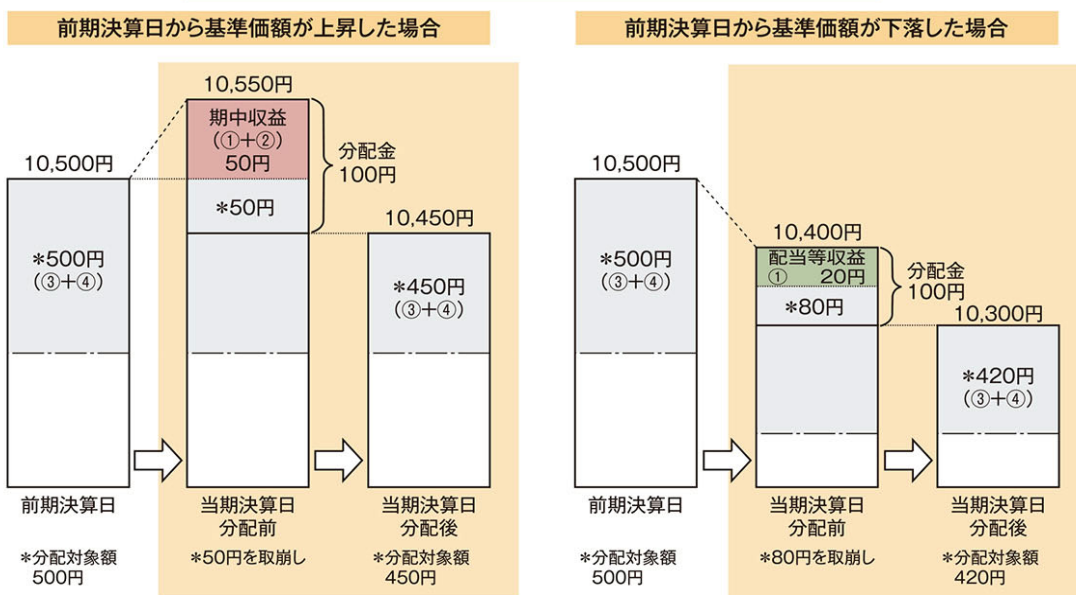 前期決算日から基準価額が上昇した場合
10,550円
期中収益
(①+②)
50円
分配金
100円
10,500円
*50円
10,450円
*500円
(③+④)
*450円
(③+④)
前期決算日
当期決算日
分配前
当期決算日
分配後
*分配対象額
500円
*50円を取崩し
*分配対象額
450円
前期決算日から基準価額が下落した場合
10,500円
10,400円
配当等収益
① 20円
分配金
100円
*500円
(③+④)
*80円
10,300円
*420円
(③+④)
前期決算日
当期決算日
分配前
当期決算日
分配後
*分配対象額
500円
*80円を取崩し
*分配対象額
420円